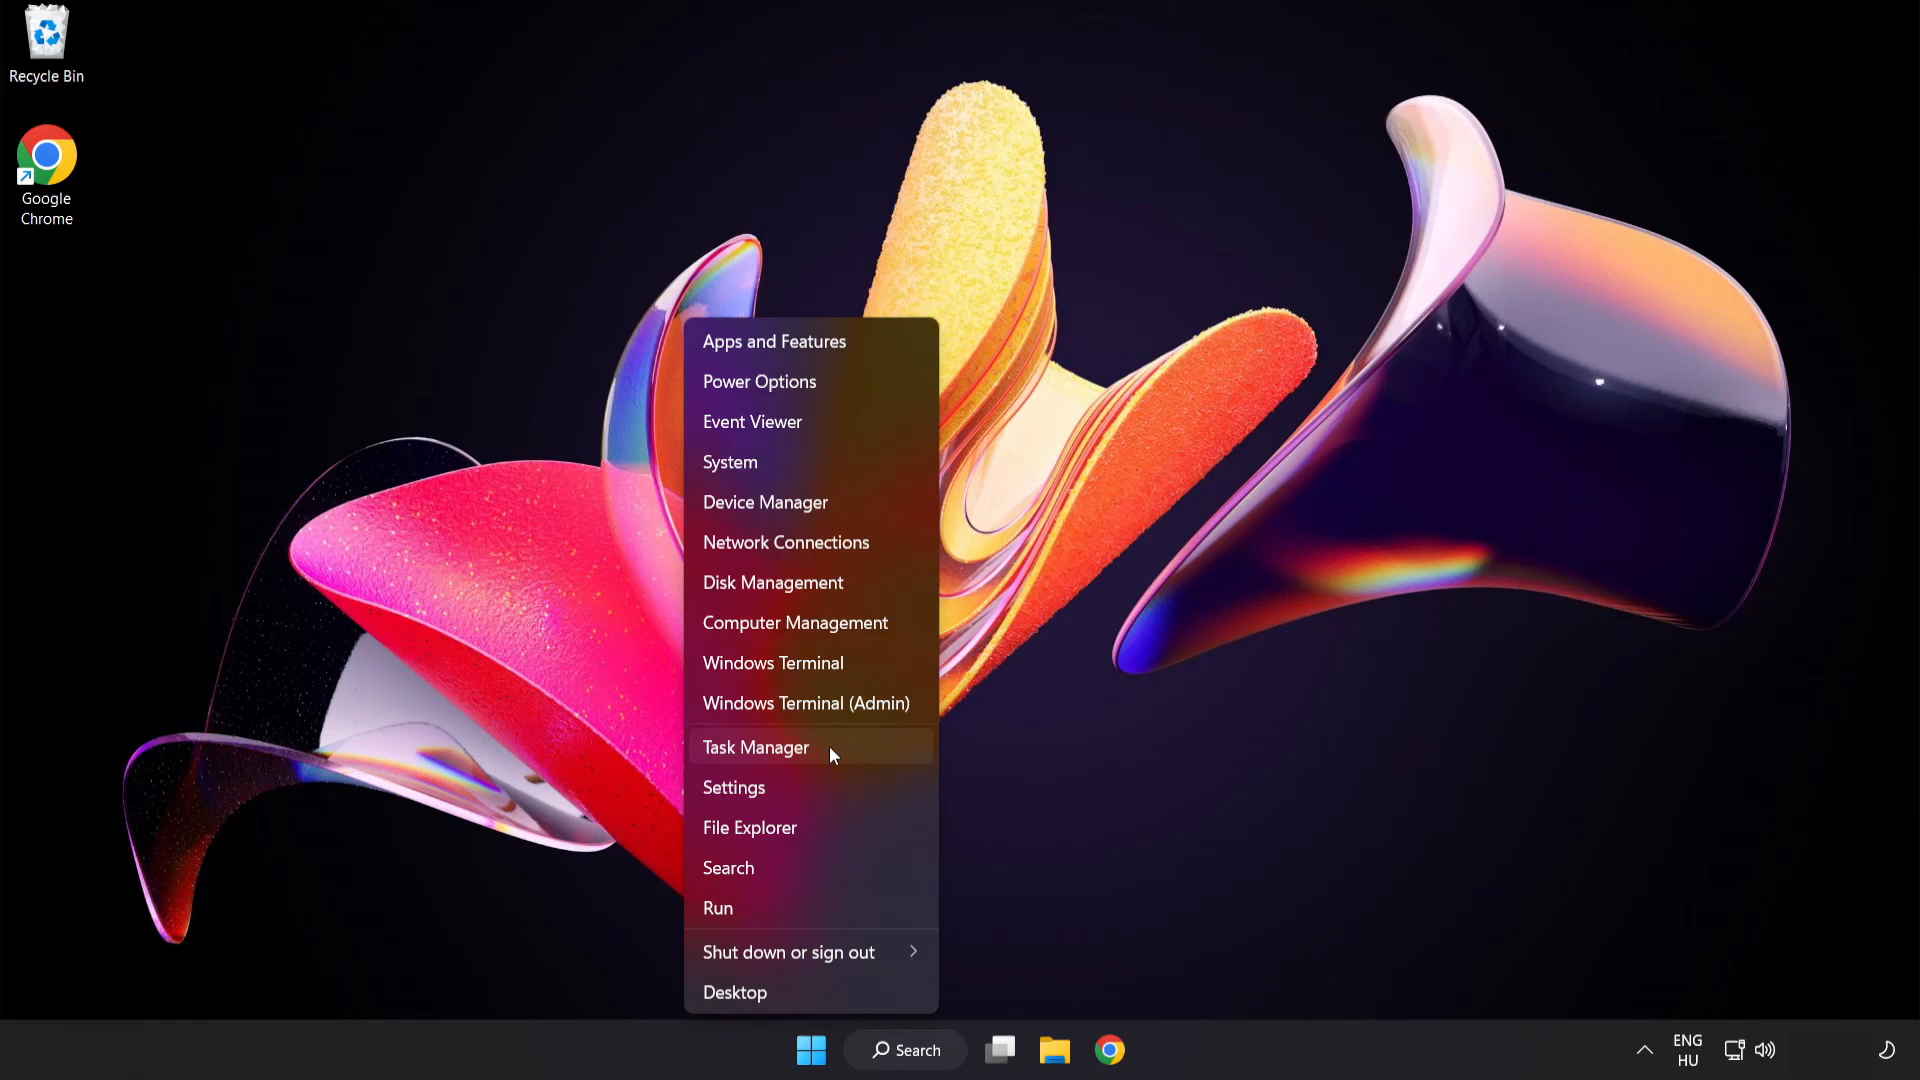 Recycle Bin
Google
Chrome
Apps and Features
Power Options
Event Viewer
System
Device Manager
Network Connections
Disk Management
Computer Management
Windows Terminal
Windows Terminal (Admin)
Task Manager
Settings
File Explorer
Search
Run
Shut down or sign out
Desktop
Search
ENG
HU